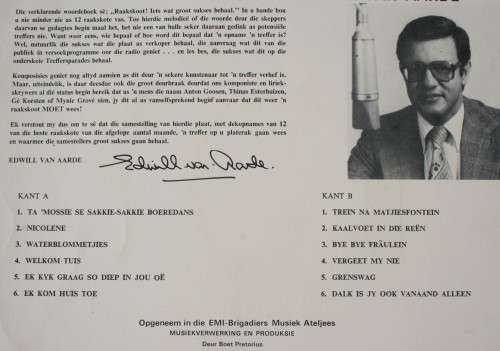 Die verklarende woordeboek sê; ,,Raakskoot! Iets wat groot sukses behaal." In u hande hou
u nie minder nie as 12 raakskote vas. Toe hierdie melodieë of die woorde deur die skeppers
daarvan se gedagtes begin maal het, het nie een van hulle seker daaraan gedink as potensiële
treffers nie. Want waar eens, wie bepaal of hoe word dit bepaal dat 'n opname 'n treffer is?
Wel, natuurlik die sukses wat die plaat as verkoper behaal, die aanvraag wat dit van die
publiek in versoekprogramme oor die radio geniet . . . en les bes, die sukses wat dit op die
onderskeie Treffersparades behaal.
Komposisies geniet nog altyd aansien as dit deur 'n sekere kunstenaar tot 'n treffer verhef is.
Maar, uiteindelik, is daar deesdae ook die groot deurbraak deurdat ons komponiste en liriek-
skrywers al die status begin bereik dat as 'n mens die naam Anton Goosen, Thinus Esterhuizen,
Gé Korsten of Mynie Grové sien, jy dit al as vanselfsprekend begin aanvaar dat dit weer 'n
raakskoot MOET wees!
Ek verstout my dus om te sê dat die samestelling van hierdie plaat, met dekopnames van 12
van die beste raakskote van die afgelope aantal maande, 'n treffer op u platerak gaan wees
en waarmee die samestellers groot sukses gaan behaal.
EDWILL VAN AARDE
Edwill van Aarde.
KANT A
1. TA 'MOSSIE SE SAKKIE-SAKKIE BOEREDANS
2. NICOLENE
3. WATERBLOMMETJIES
4. WELKOM TUIS
5. EK KYK GRAAG SO DIEP IN JOU OË
6. EK KOM HUIS TOE
KANT B
1. TREIN NA MATJIESFONTEIN
2. KAALVOET IN DIE REËN
3. BYE BYE FRÄULEIN
4. VERGEET MY NIE
5. GRENSWAG
6. DALK IS JY OOK VANAAND ALLEEN
Opgeneem in die EMI-Brigadiers Musiek Ateljees
MUSIEKVERWERKING EN PRODUKSIE
Deur Boet Pretorius